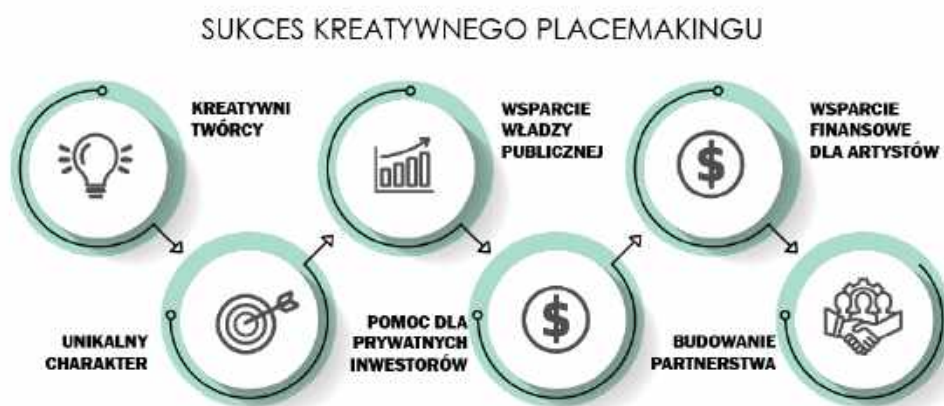 SUKCES KREATYWNEGO PLACEMAKINGU
KREATYWNI
TWÓRCY
UNIKALNY
CHARAKTER
WSPARCIE
WŁADZY
PUBLICZNEJ
POMOC DLA
PRYWATNYCH
INWESTORÓW
WSPARCIE
FINANSOWE
DLA ARTYSTÓW
BUDOWANIE
PARTNERSTWA